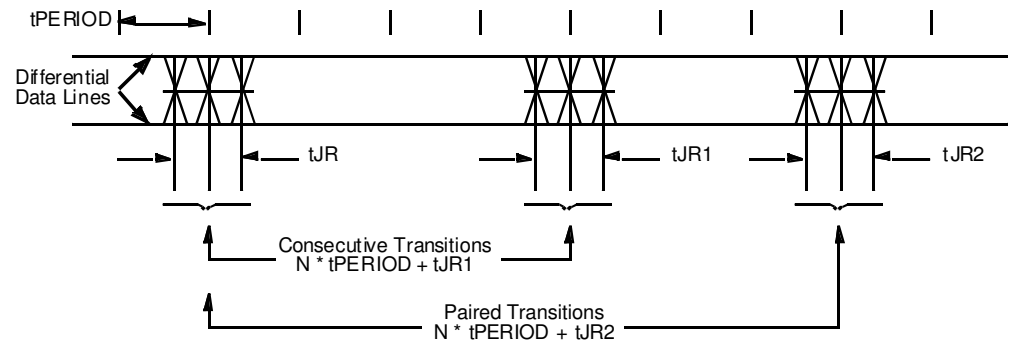 tPERIOD
Differential
Data Lines
tJR
tJR1
tJR2
Consecutive Transitions
N * tPERIOD + tJR1
Paired Transitions
N * tPERIOD + tJR2